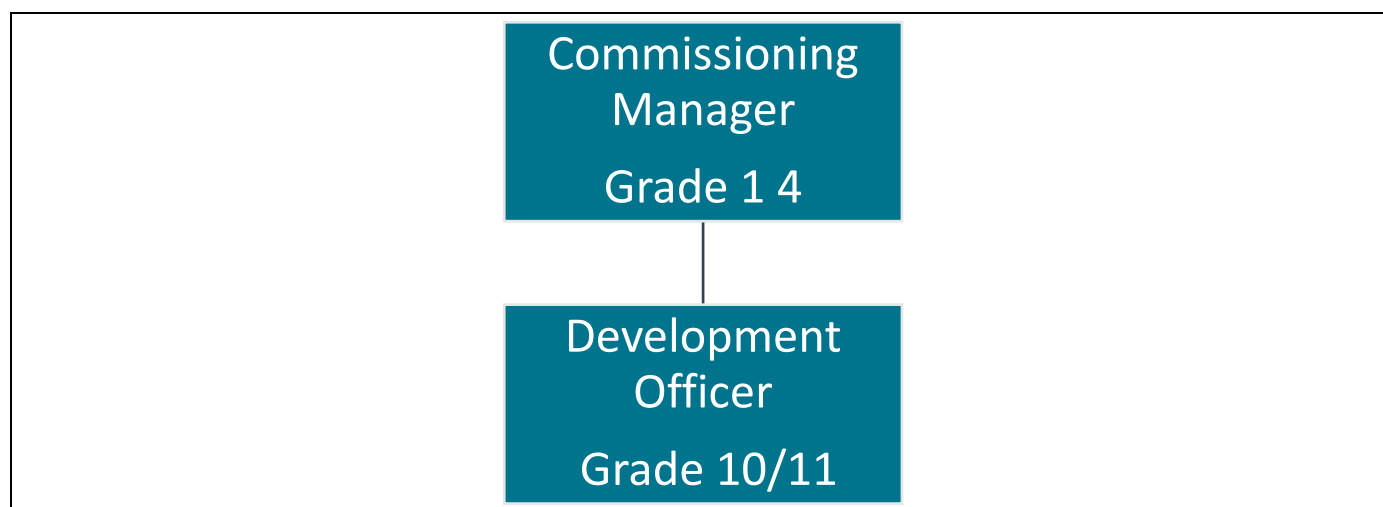 Commissioning
Manager
Grade 1 4
Development
Officer
Grade 10/11